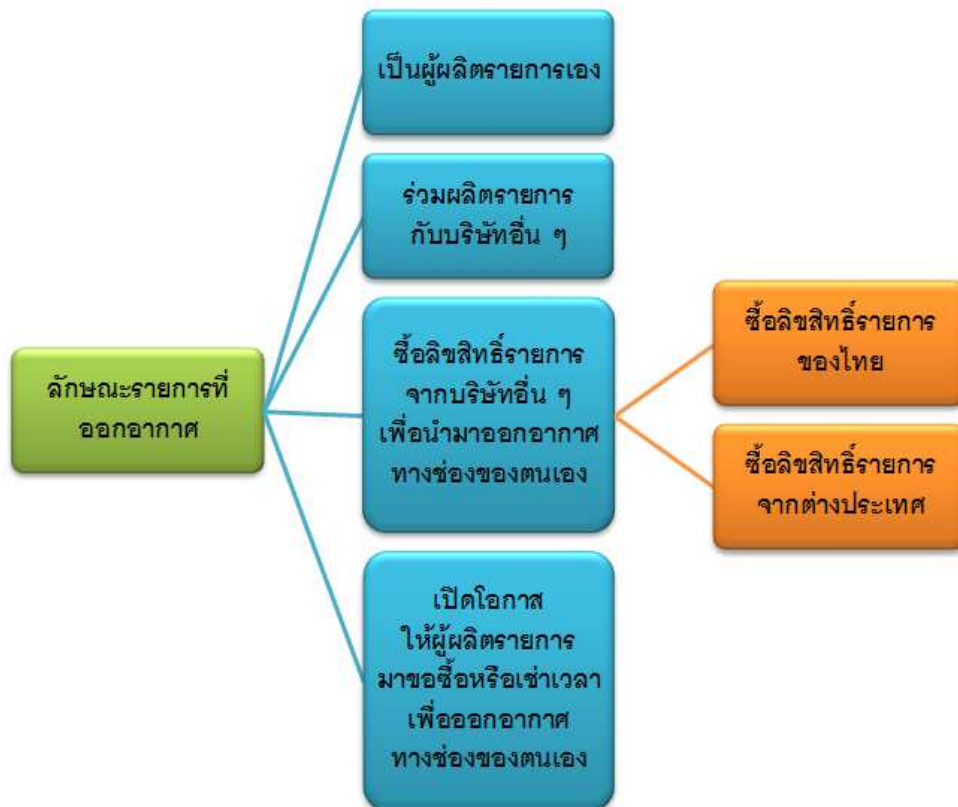 ลักษณะรายการที่
ออกอากาศ
เป็นผู้ผลิตรายการเอง
ร่วมผลิตรายการ
กับบริษัทอื่น ๆ
ซื้อลิขสิทธิ์รายการ
จากบริษัทอื่น ๆ
เพื่อนำมาออกอากาศ
ทางช่องของตนเอง
ซื้อลิขสิทธิ์รายการ
ของไทย
ซื้อลิขสิทธิ์รายการ
จากต่างประเทศ
เปิดโอกาส
ให้ผู้ผลิตรายการ
มาขอซื้อหรือเช่าเวลา
เพื่อออกอากาศ
ทางช่องของตนเอง